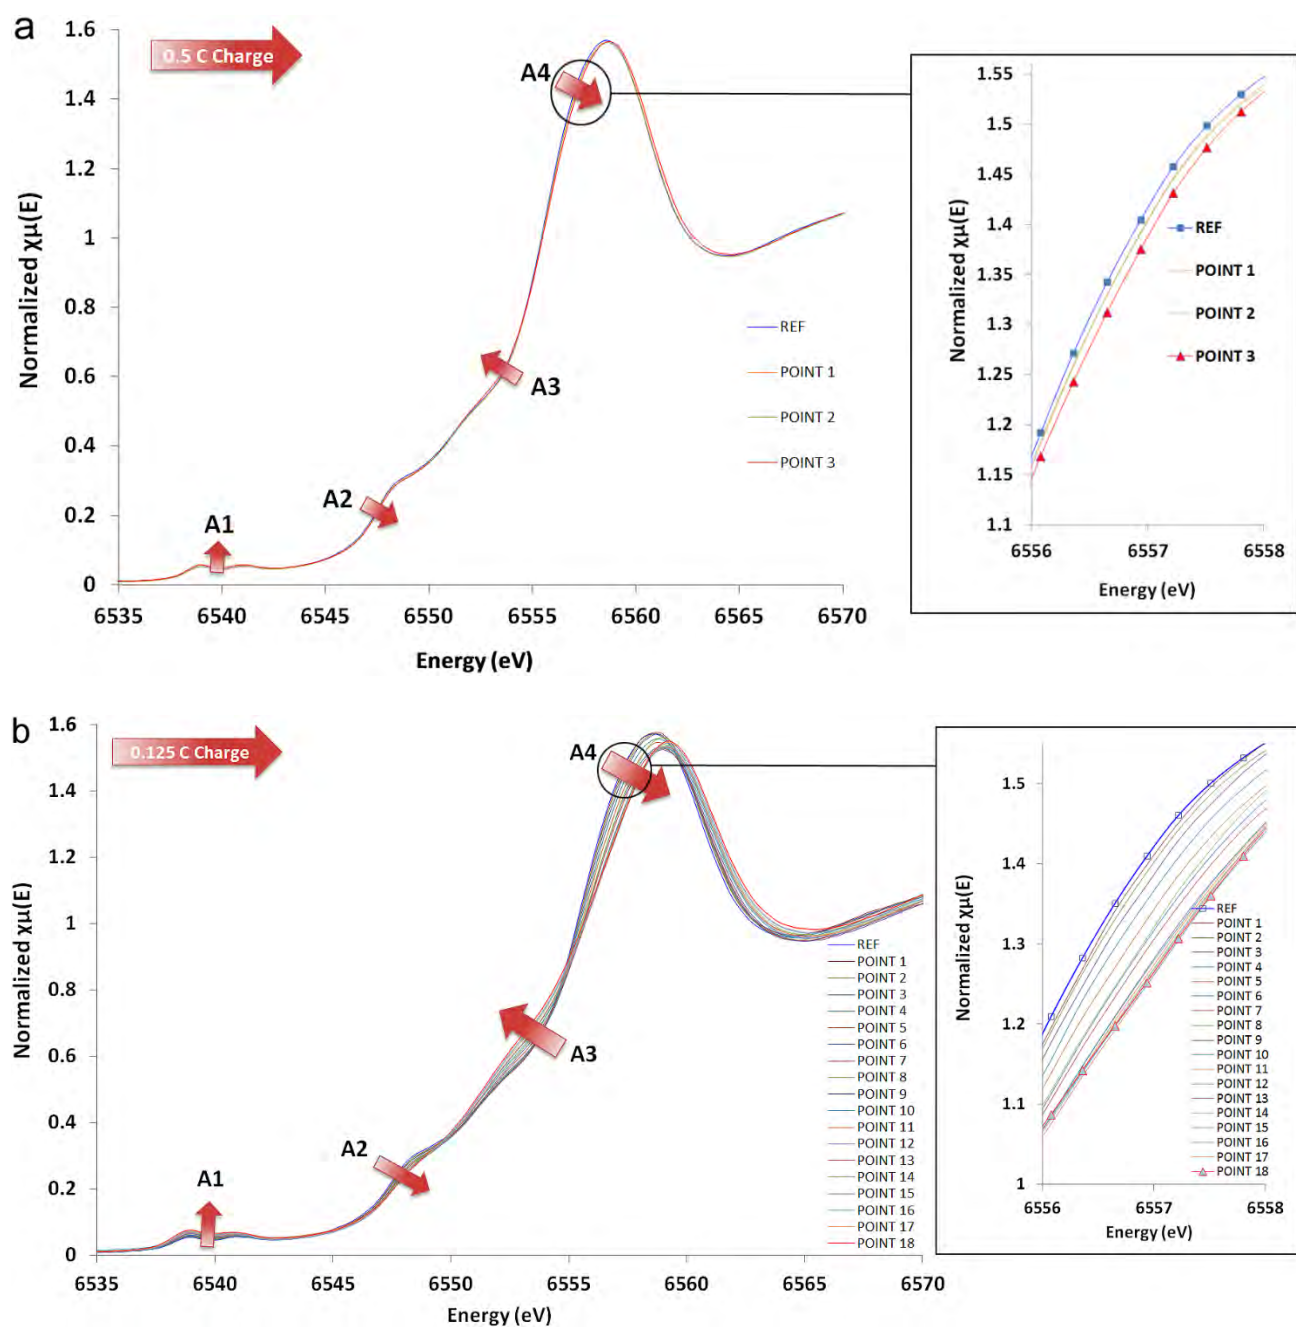 a
0.5 C Charge
Normalized χμ(E)
1.6
1.4
1.2
1
0.8
0.6
0.4
0.2
0
A1
A2
A3
A4
REF
POINT 1
POINT 2
POINT 3
6535
6540
6545
6550
6555
6560
6565
6570
Energy (eV)
Normalized χμ(E)
1.55
1.5
1.45
1.4
1.35
1.3
1.25
1.2
1.15
1.1
REF
POINT 1
POINT 2
POINT 3
6556
6557
6558
Energy (eV)
b
0.125 C Charge
Normalized χμ(E)
1.6
1.4
1.2
1
0.8
0.6
0.4
0.2
0
A1
A2
A3
A4
REF
POINT 1
POINT 2
POINT 3
POINT 4
POINT 5
POINT 6
POINT 7
POINT 8
POINT 9
POINT 10
POINT 11
POINT 12
POINT 13
POINT 14
POINT 15
POINT 16
POINT 17
POINT 18
6535
6540
6545
6550
6555
6560
6565
6570
Energy (eV)
Normalized χμ(E)
1.5
1.4
1.3
1.2
1.1
1
REF
POINT 1
POINT 2
POINT 3
POINT 4
POINT 5
POINT 6
POINT 7
POINT 8
POINT 9
POINT 10
POINT 11
POINT 12
POINT 13
POINT 14
POINT 15
POINT 16
POINT 17
POINT 18
6556
6557
6558
Energy (eV)